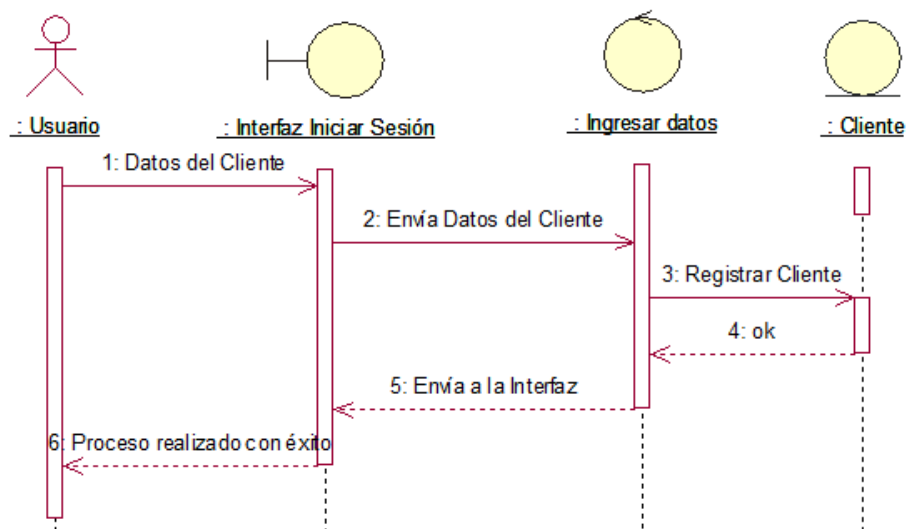 : Usuario
: Interfaz Iniciar Sesión
: Ingresar datos
: Cliente
1: Datos del Cliente
2: Envía Datos del Cliente
3: Registrar Cliente
4: ok
5: Envía a la Interfaz
6: Proceso realizado con éxito